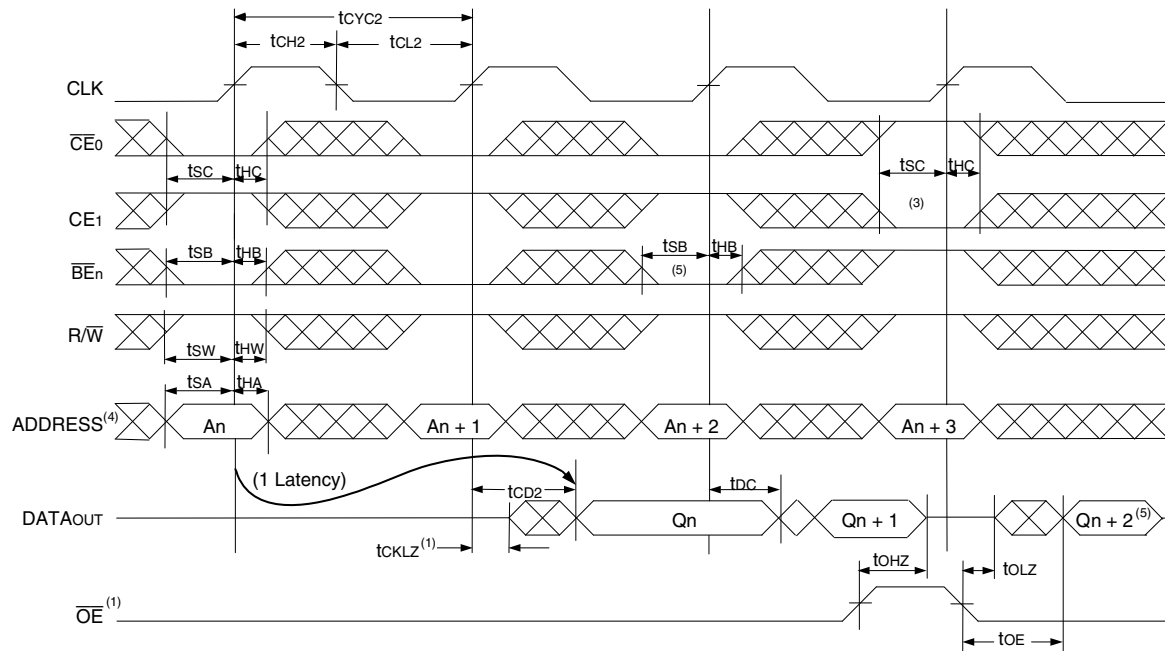 tCYC2
tCH2 tCL2
CLK
CE0
tSC tHC tSC tHC
(3)
CE1
tSB tHB tSB tHB
(5)
BEn
R/W
tSW tHW
tSA tHA
ADDRESS(4) An An + 1 An + 2 An + 3
(1 Latency) tCD2 tDC
DATAOUT Qn Qn + 1 Qn + 2(5)
tCKLZ(1) tOHZ tOLZ
OE(1)
tOE